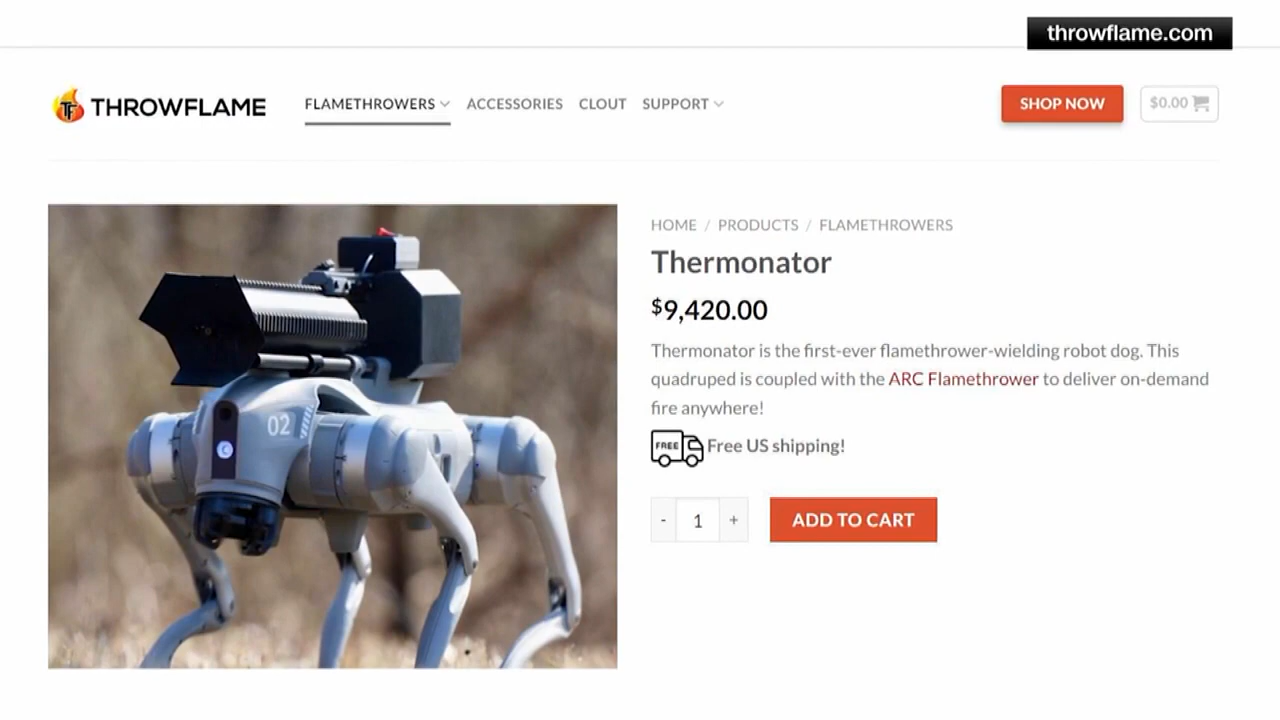 throwflame.com
TF THROWFLAME
FLAMETHROWERS ACCESSORIES CLOUT SUPPORT
SHOP NOW
$0.00
HOME / PRODUCTS / FLAMETHROWERS
Thermonator
$9,420.00
Thermonator is the first-ever flamethrower-wielding robot dog. This
quadruped is coupled with the ARC Flamethrower to deliver on-demand
fire anywhere!
FREE Free US shipping!
- 1 +
ADD TO CART
02